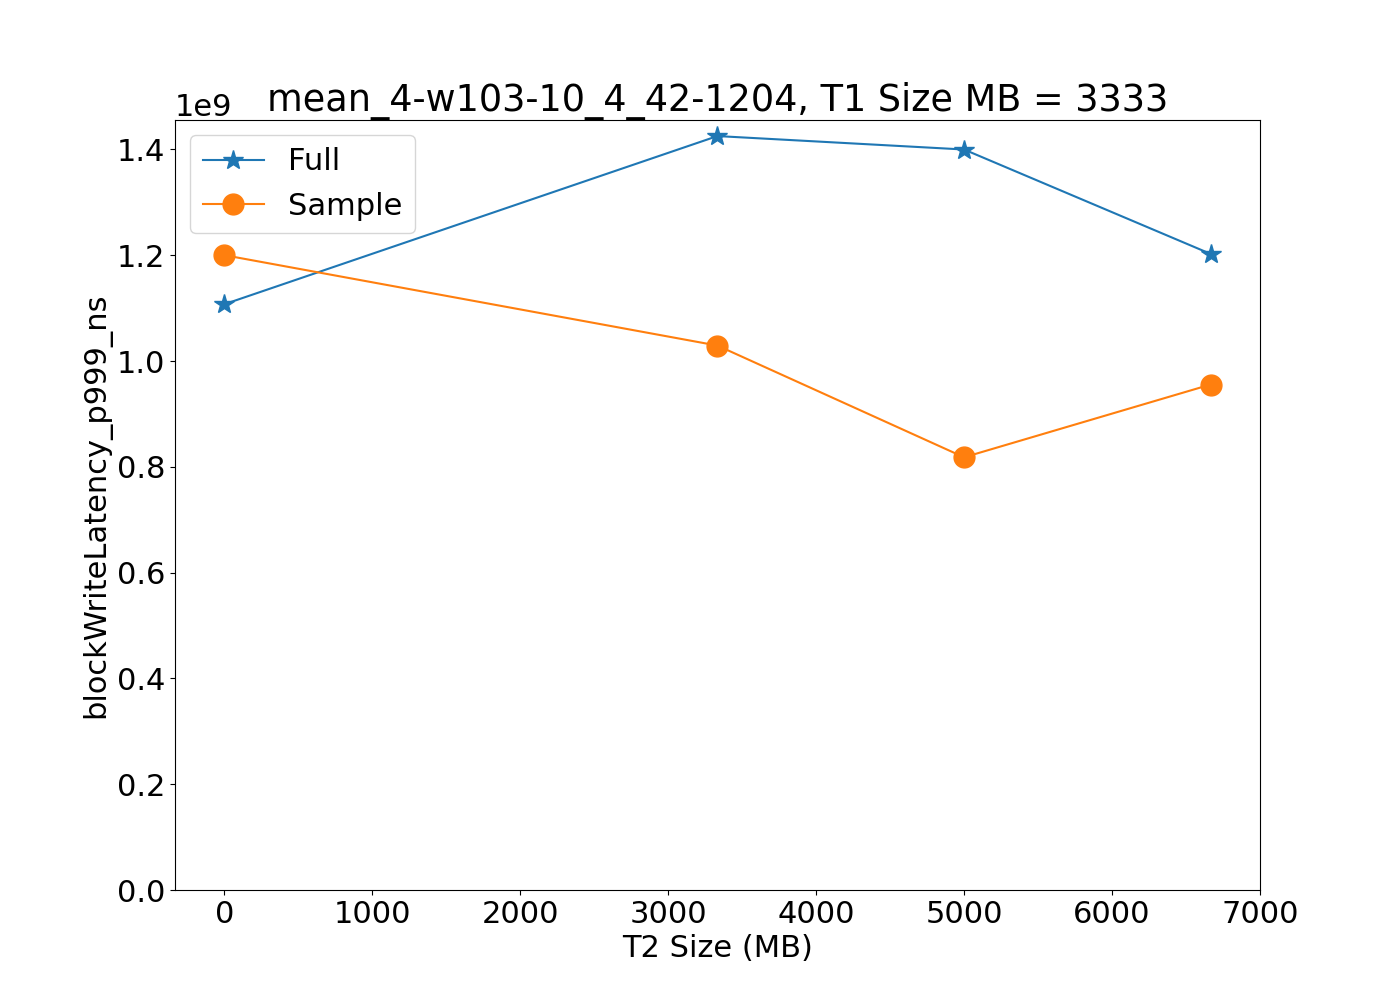 mean_4-w103-10_4_42-1204, T1 Size MB = 3333
1e9
Full
Sample
1.4
1.2
1.0
0.8
0.6
0.4
0.2
0.0
blockWriteLatency_p999_ns
0 1000 2000 3000 4000 5000 6000 7000
T2 Size (MB)